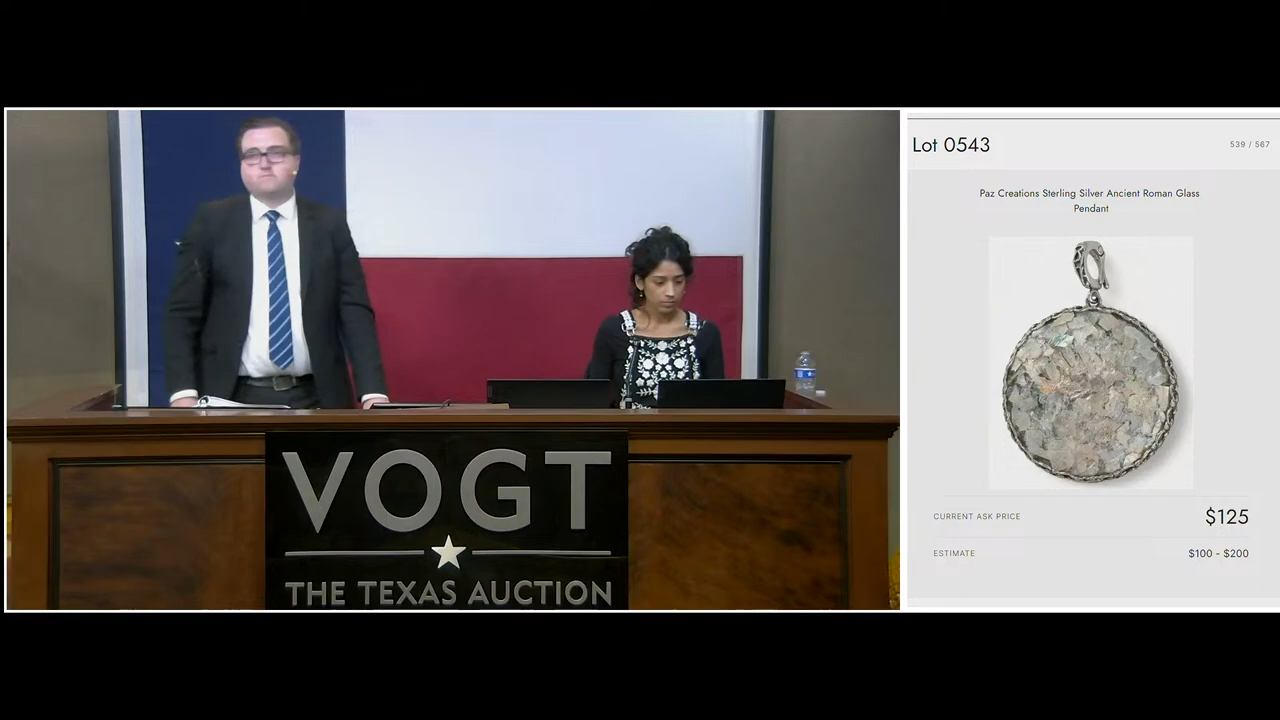 Lot 0543
539 / 567
Paz Creations Sterling Silver Ancient Roman Glass
Pendant
CURRENT ASK PRICE
$125
ESTIMATE
$100 - $200
VOGT
THE TEXAS AUCTION